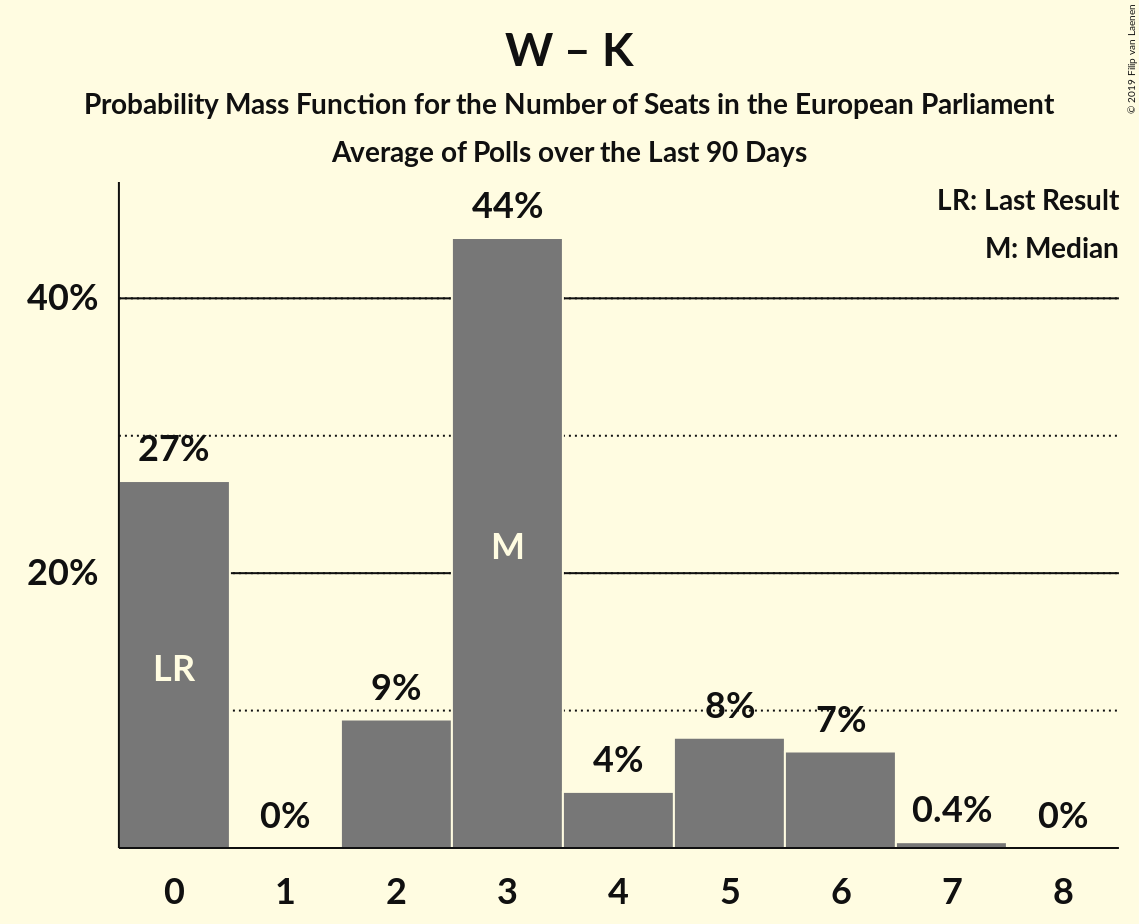 W – K
Probability Mass Function for the Number of Seats in the European Parliament
Average of Polls over the Last 90 Days
© 2019 Filip van Laenen
LR: Last Result
M: Median
40%
20%
27%
0%
9%
44%
4%
8%
7%
0.4%
0%
LR
M
0 1 2 3 4 5 6 7 8